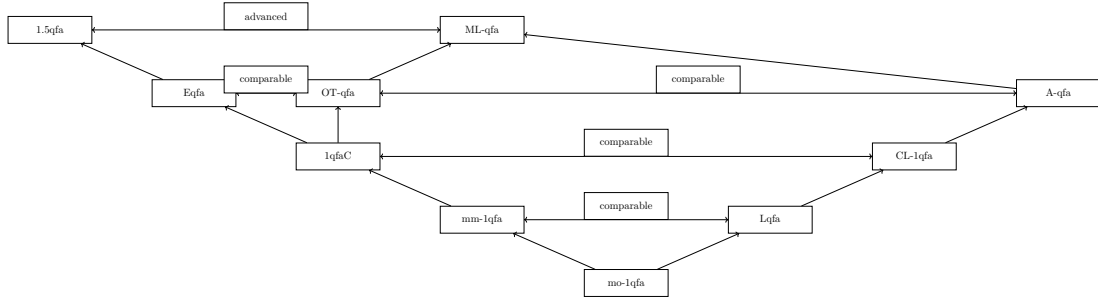 advanced
1.5qfa
ML-qfa
comparable
comparable
Eqfa
OT-qfa
A-qfa
comparable
1qfaC
CL-1qfa
comparable
mm-1qfa
Lqfa
mo-1qfa